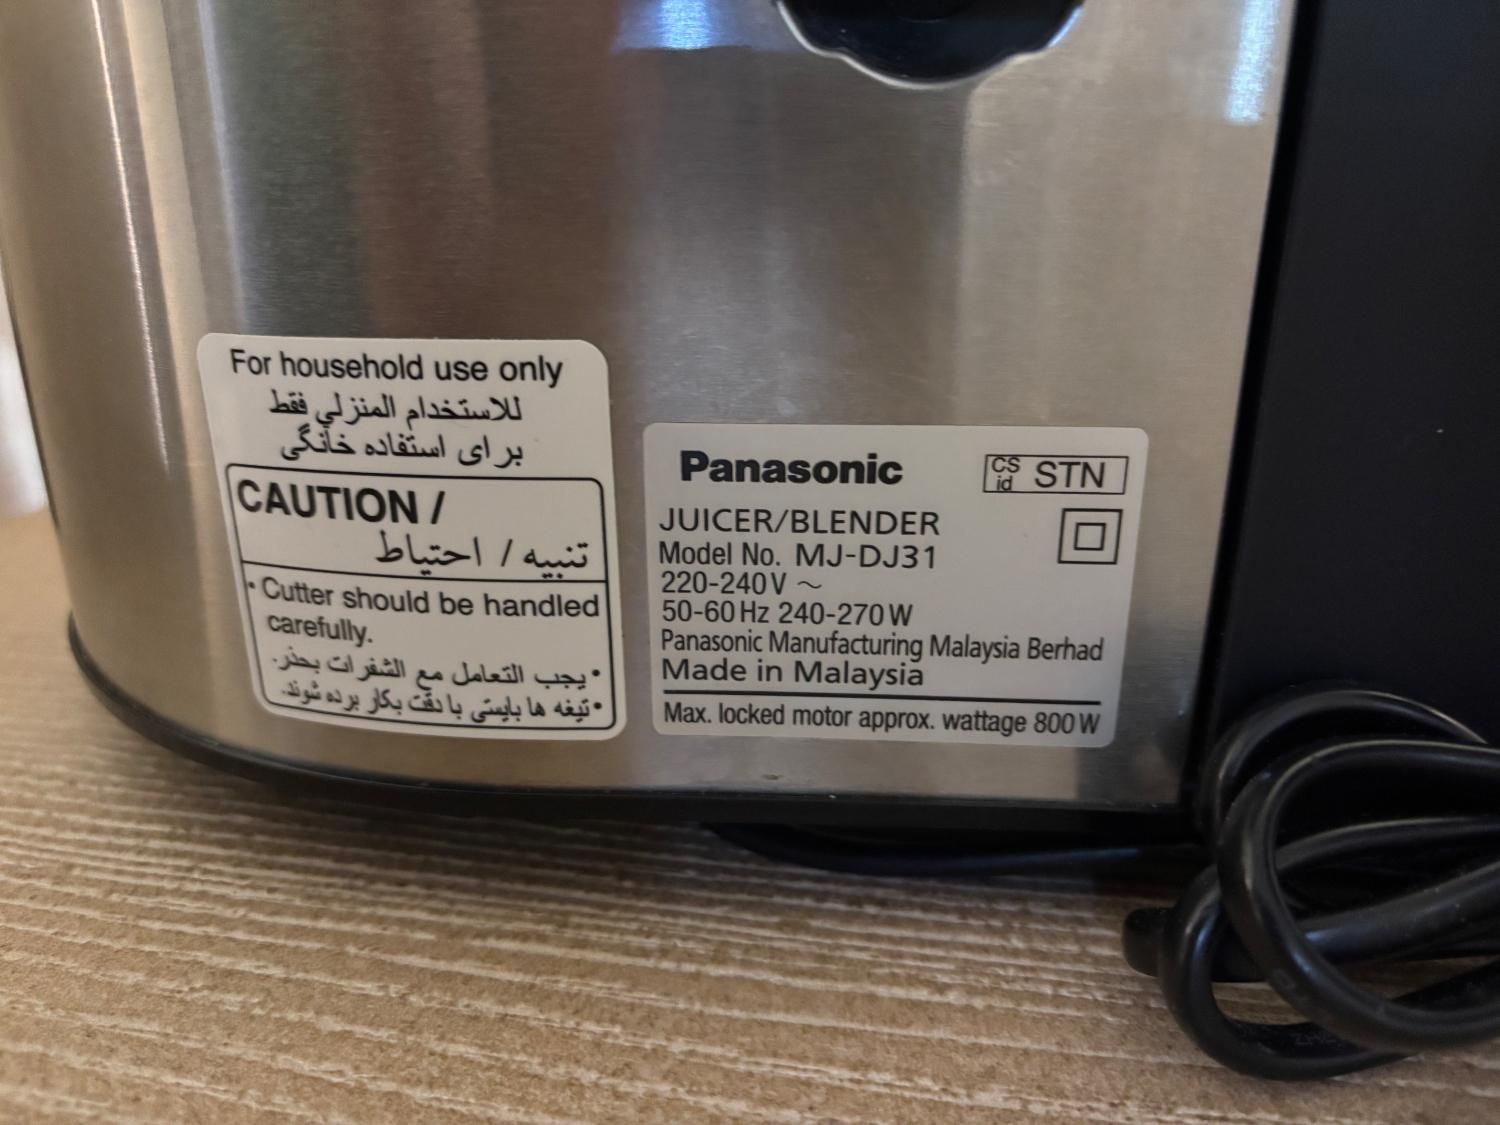 For household use only
للاستخدام المنزلي فقط
برای استفاده خانگی
CAUTION /
تنبيه / احتياط
• Cutter should be handled
carefully.
• يجب التعامل مع الشفرات بحذر.
• تیغه ها بایستی با دقت بکار برده شوند.
Panasonic
CS
id STN
JUICER/BLENDER
Model No. MJ-DJ31
220-240V ～
50-60Hz 240-270W
Panasonic Manufacturing Malaysia Berhad
Made in Malaysia
Max. locked motor approx. wattage 800W